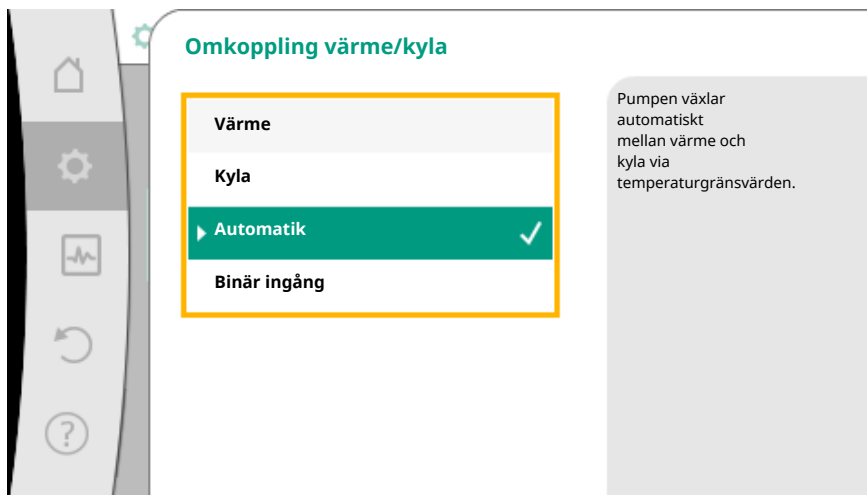 Omkoppling värme/kyla
Värme
Kyla
Automatik
Binär ingång
Pumpen växlar
automatiskt
mellan värme och
kyla via
temperaturgränsvärden.